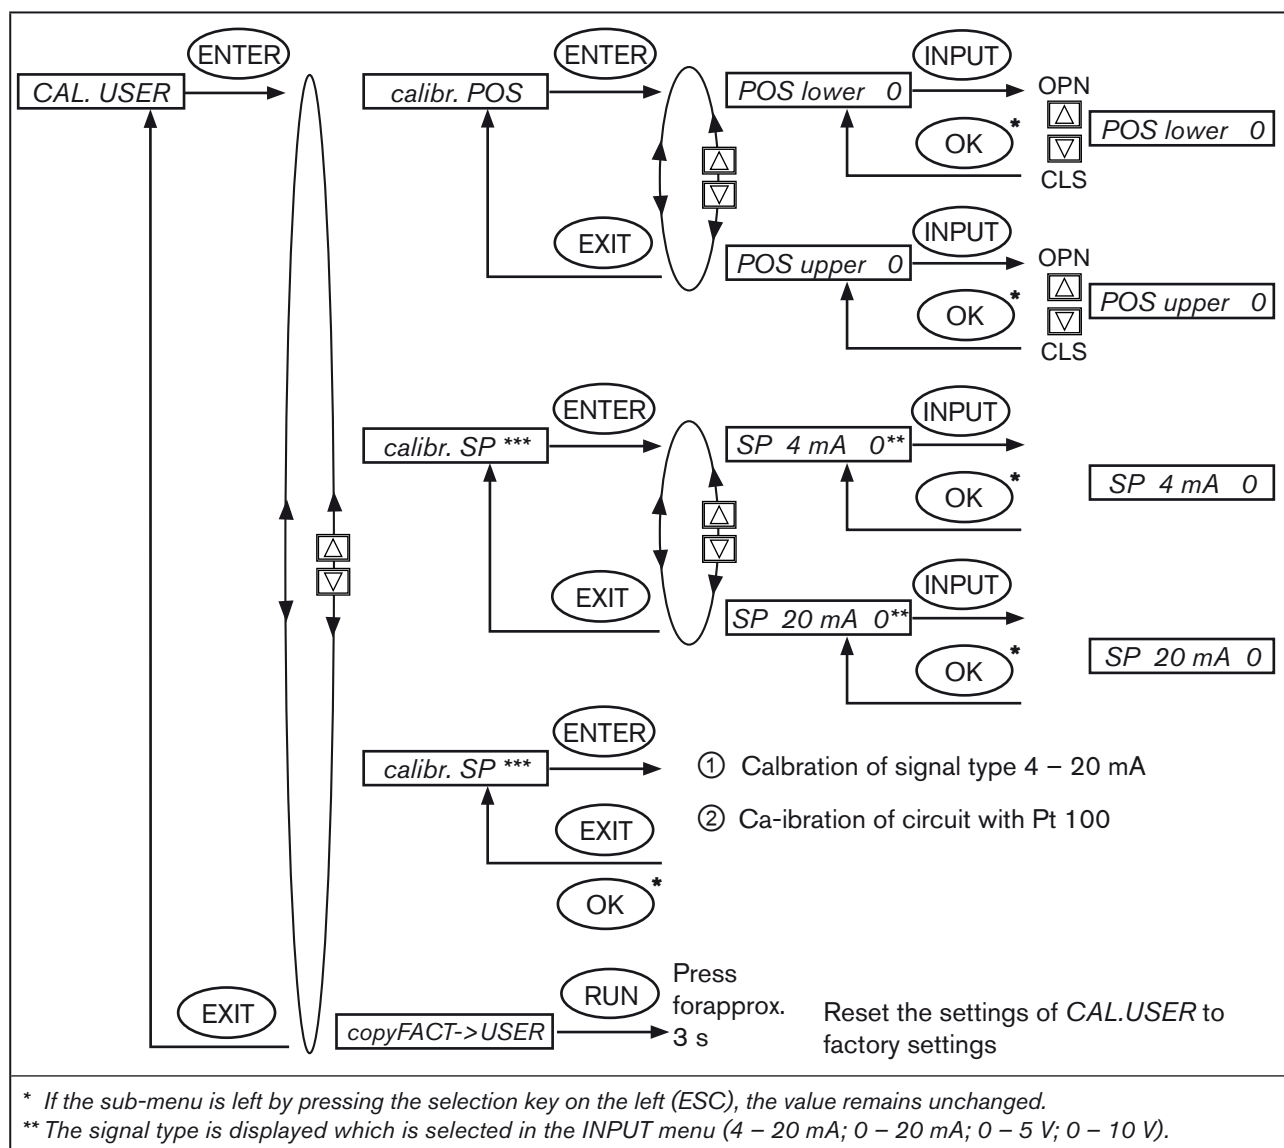 CAL. USER
ENTER
calibr. POS
ENTER
POS lower 0
INPUT
OPN
POS lower 0
OK *
CLS
EXIT
POS upper 0
INPUT
OPN
POS upper 0
OK *
CLS
calibr. SP ***
ENTER
SP 4 mA 0**
INPUT
OK *
SP 4 mA 0
EXIT
SP 20 mA 0**
INPUT
OK *
SP 20 mA 0
calibr. SP ***
ENTER
① Calbration of signal type 4 – 20 mA
EXIT
② Ca-ibration of circuit with Pt 100
OK *
EXIT
copyFACT->USER
RUN
Press
forapprox.
3 s
Reset the settings of CAL.USER to
factory settings
* If the sub-menu is left by pressing the selection key on the left (ESC), the value remains unchanged.
** The signal type is displayed which is selected in the INPUT menu (4 – 20 mA; 0 – 20 mA; 0 – 5 V; 0 – 10 V).